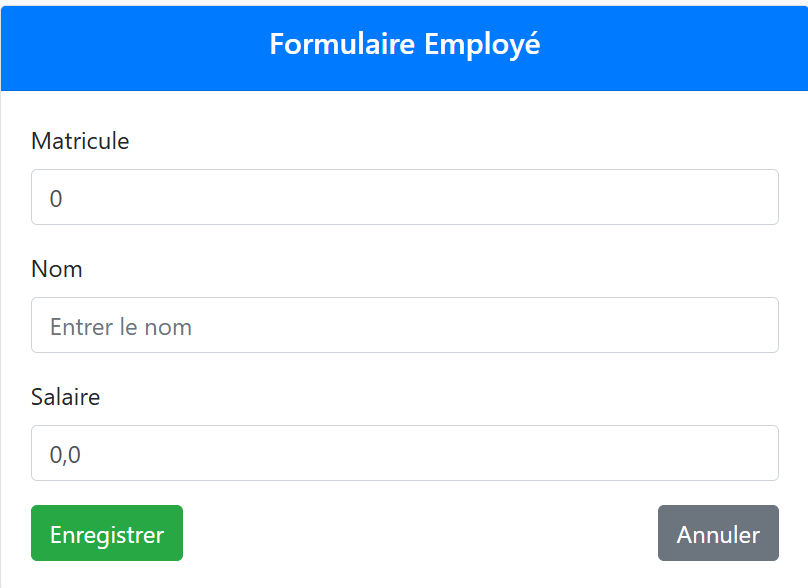 Formulaire Employé
Matricule
0
Nom
Entrer le nom
Salaire
0,0
Enregistrer Annuler